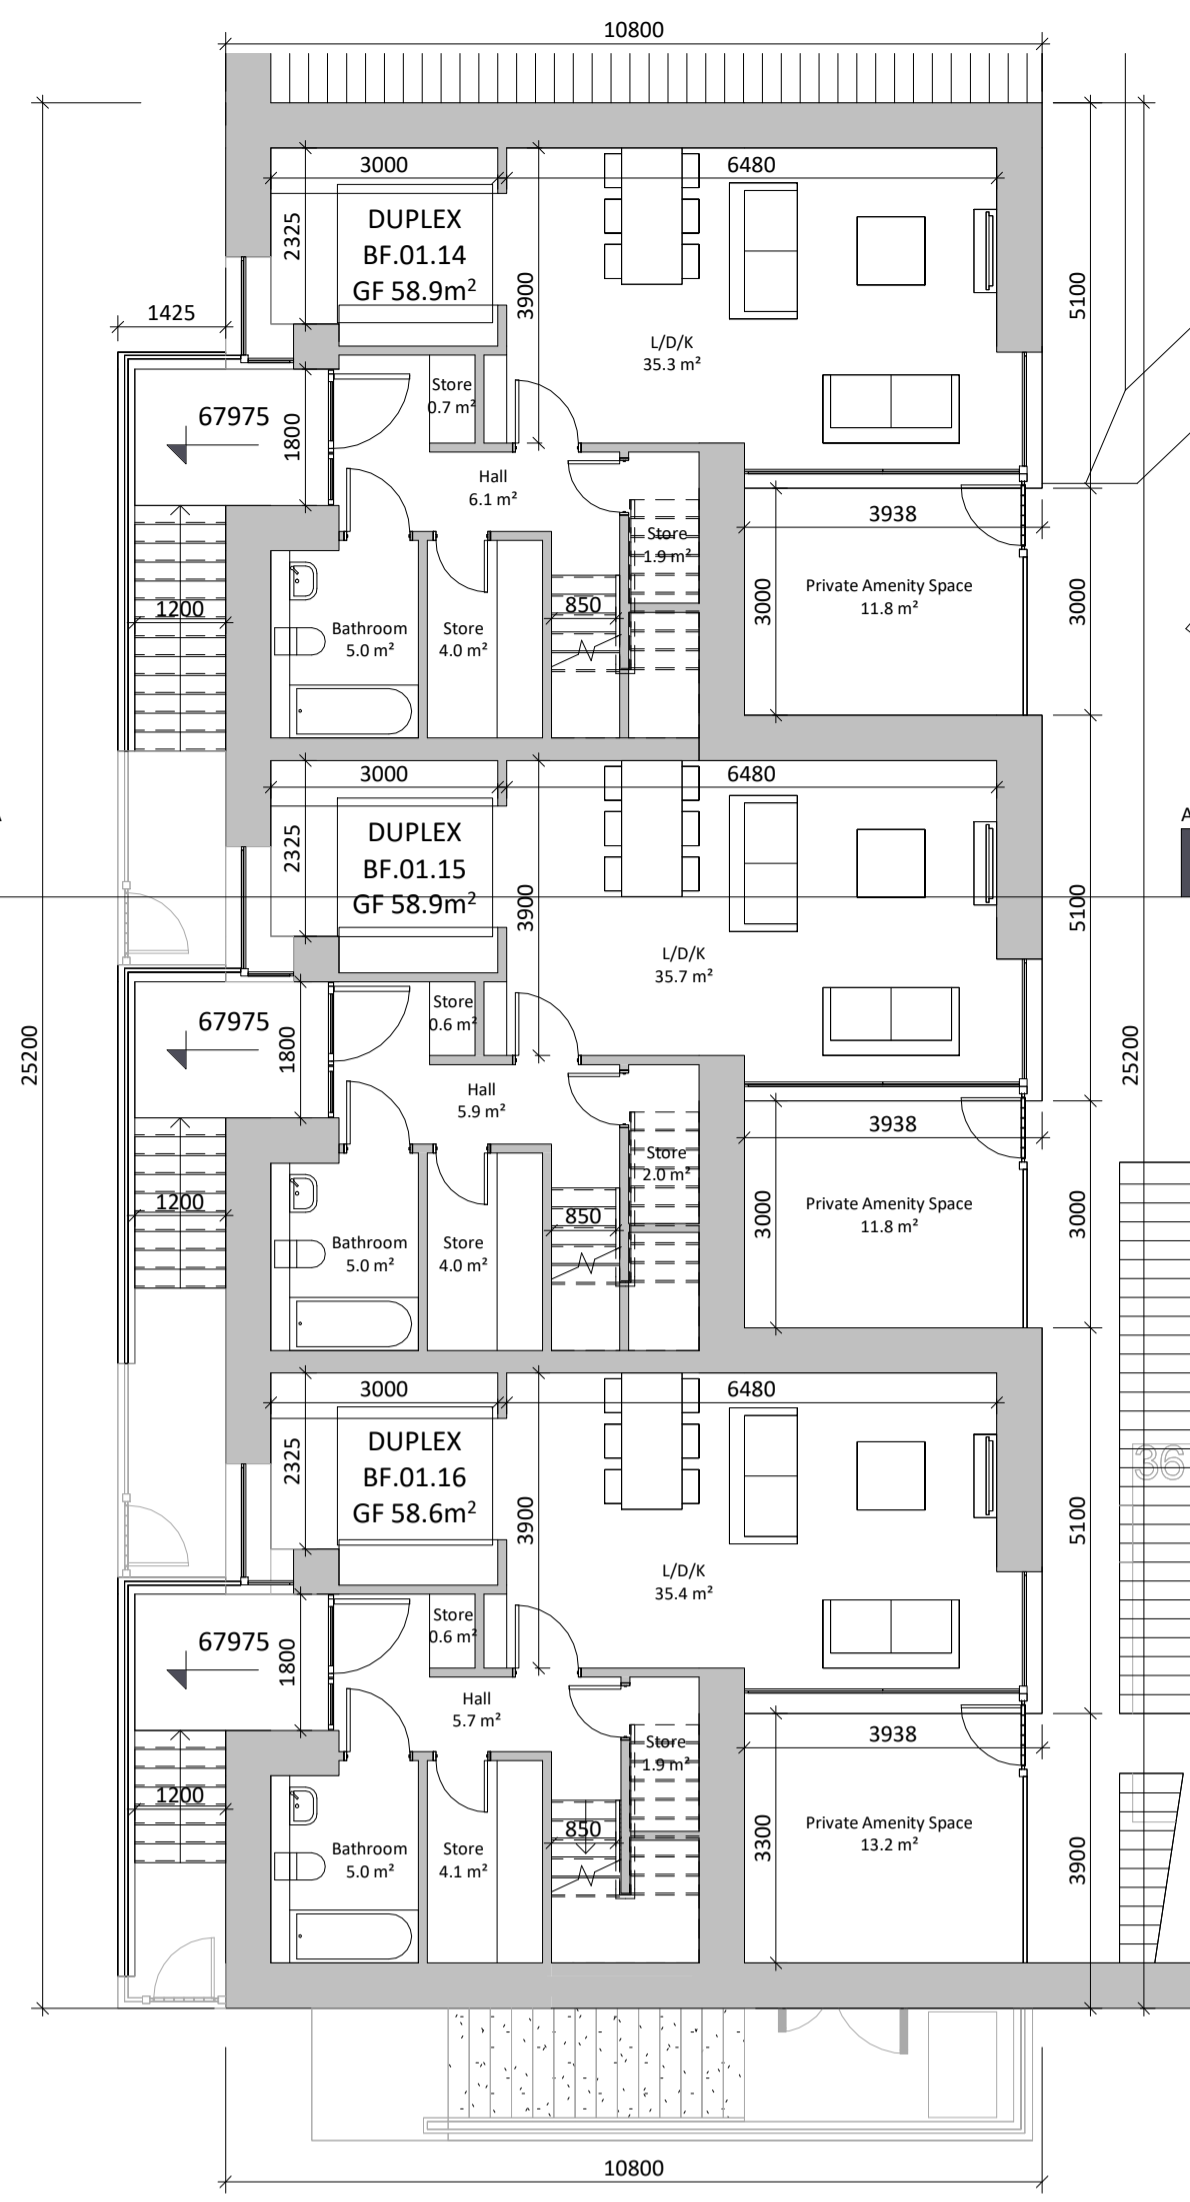 10800
3000
6480
2325
DUPLEX
BF.01.14
GF 58.9m²
3900
5100
1425
L/D/K
35.3 m²
Store
0.7 m²
67975
1800
Hall
6.1 m²
3938
Store
1.9 m²
1200
850
3000
Private Amenity Space
11.8 m²
3000
Bathroom
5.0 m²
Store
4.0 m²
3000
6480
2325
DUPLEX
BF.01.15
GF 58.9m²
3900
5100
A
L/D/K
35.7 m²
Store
0.6 m²
67975
1800
25200
25200
Hall
5.9 m²
3938
Store
2.0 m²
1200
850
3000
Private Amenity Space
11.8 m²
3000
Bathroom
5.0 m²
Store
4.0 m²
3000
6480
2325
DUPLEX
BF.01.16
GF 58.6m²
3900
5100
36
L/D/K
35.4 m²
Store
0.6 m²
67975
1800
Hall
5.7 m²
3938
Store
1.9 m²
1200
850
3300
Private Amenity Space
13.2 m²
3900
Bathroom
5.0 m²
Store
4.1 m²
10800